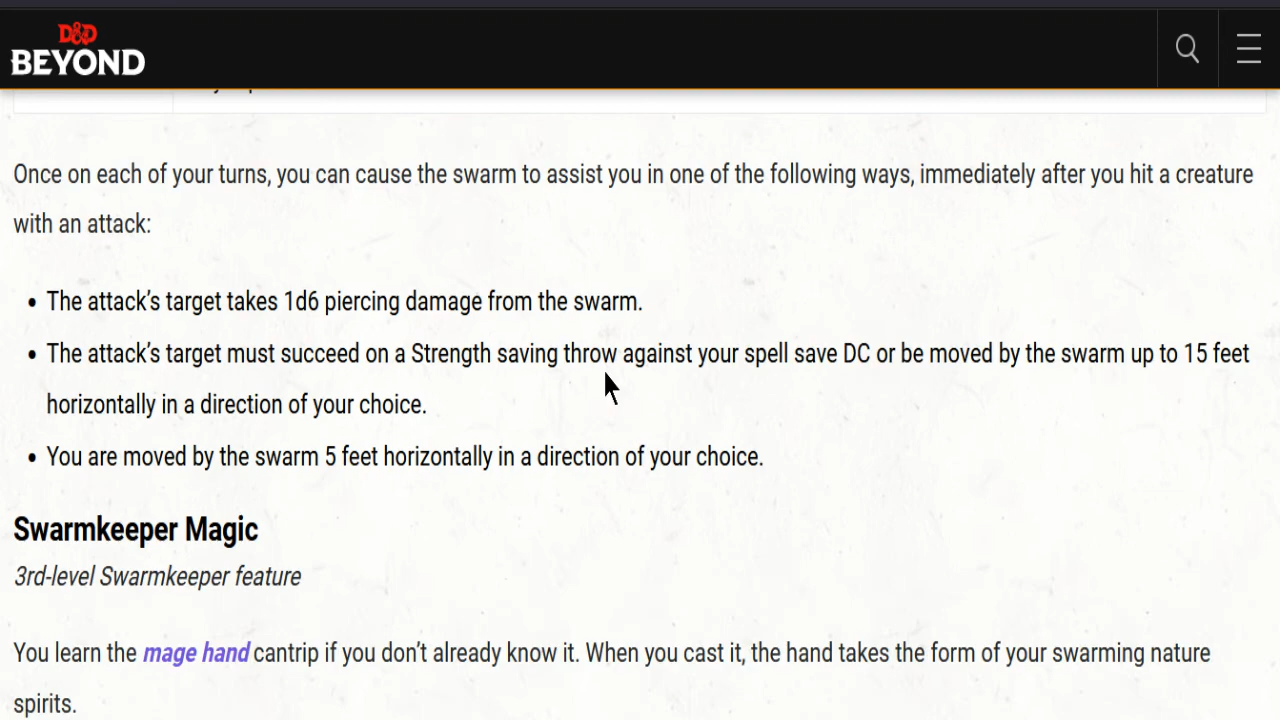 D&D
BEYOND
Once on each of your turns, you can cause the swarm to assist you in one of the following ways, immediately after you hit a creature
with an attack:
• The attack’s target takes 1d6 piercing damage from the swarm.
• The attack’s target must succeed on a Strength saving throw against your spell save DC or be moved by the swarm up to 15 feet
horizontally in a direction of your choice.
• You are moved by the swarm 5 feet horizontally in a direction of your choice.
Swarmkeeper Magic
3rd-level Swarmkeeper feature
You learn the mage hand cantrip if you don’t already know it. When you cast it, the hand takes the form of your swarming nature
spirits.